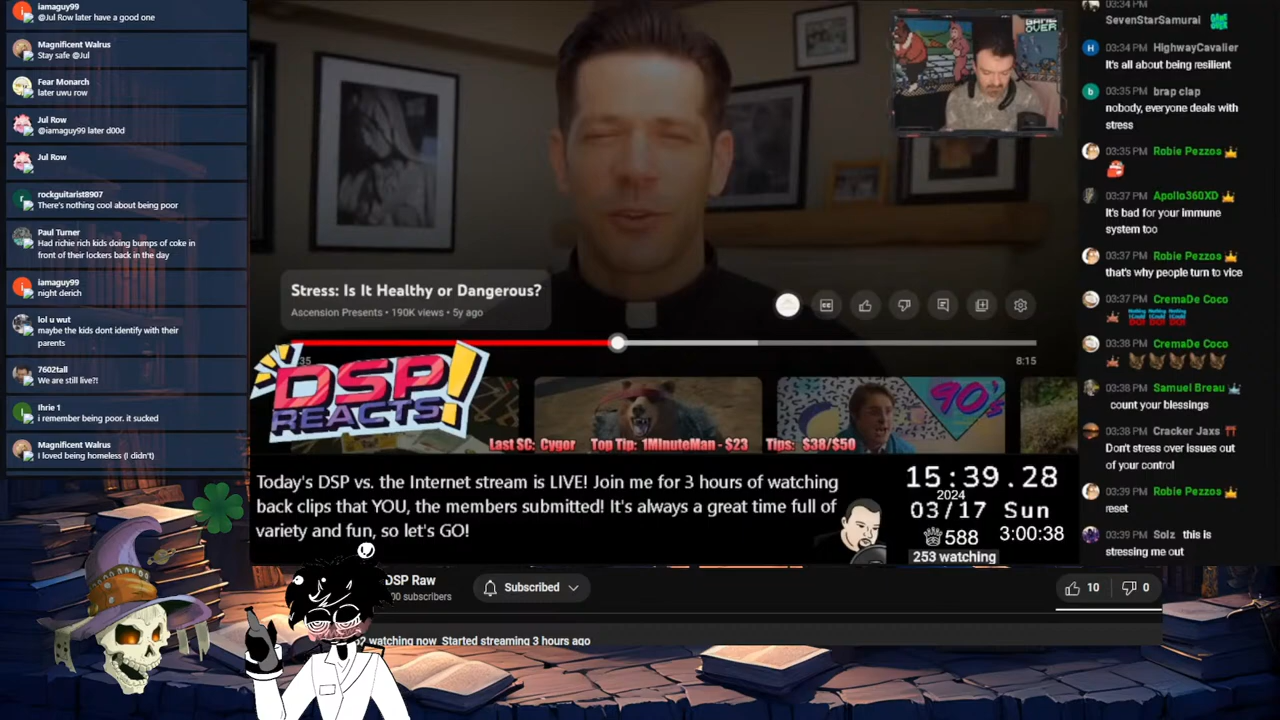 iamaguy99
@Jul Row later have a good one
Magnificent Walrus
Stay safe @Jul
Fear Monarch
later uwu row
Jul Row
@iamaguy99 later d00d
Jul Row
rockguitarist8907
There's nothing cool about being poor
Paul Turner
Had richie rich kids doing bumps of coke in
front of their lockers back in the day
iamaguy99
night derich
lol u wut
maybe the kids dont identify with their
parents
7602tall
We are still live?!
Ihrie 1
i remember being poor. it sucked
Magnificent Walrus
I loved being homeless (I didn't)
GAME
OVER
Stress: Is It Healthy or Dangerous?
Ascension Presents • 190K views • 5y ago
CC
:35
8:15
DSP
REACTS!
90's
Last SC: Cygor Top Tip: 1MinuteMan - $23 Tips: $38/$50
Today's DSP vs. the Internet stream is LIVE! Join me for 3 hours of watching
back clips that YOU, the members submitted! It's always a great time full of
variety and fun, so let's GO!
15:39.28
2024
03/17 Sun
588 3:00:38
253 watching
DSP Raw
00 subscribers
Subscribed
10
0
watching now Started streaming 3 hours ago
03:34 PM
SevenStarSamurai
H
03:34 PM HighwayCavalier
It's all about being resilient
b
03:35 PM brap clap
nobody, everyone deals with
stress
03:35 PM Robie Pezzos
03:37 PM Apollo360XD
It's bad for your immune
system too
03:37 PM Robie Pezzos
that's why people turn to vice
03:37 PM CremaDe Coco
03:38 PM CremaDe Coco
03:38 PM Samuel Breau
count your blessings
03:38 PM Cracker Jaxs
Don't stress over issues out
of your control
03:39 PM Robie Pezzos
reset
03:39 PM Solz this is
stressing me out